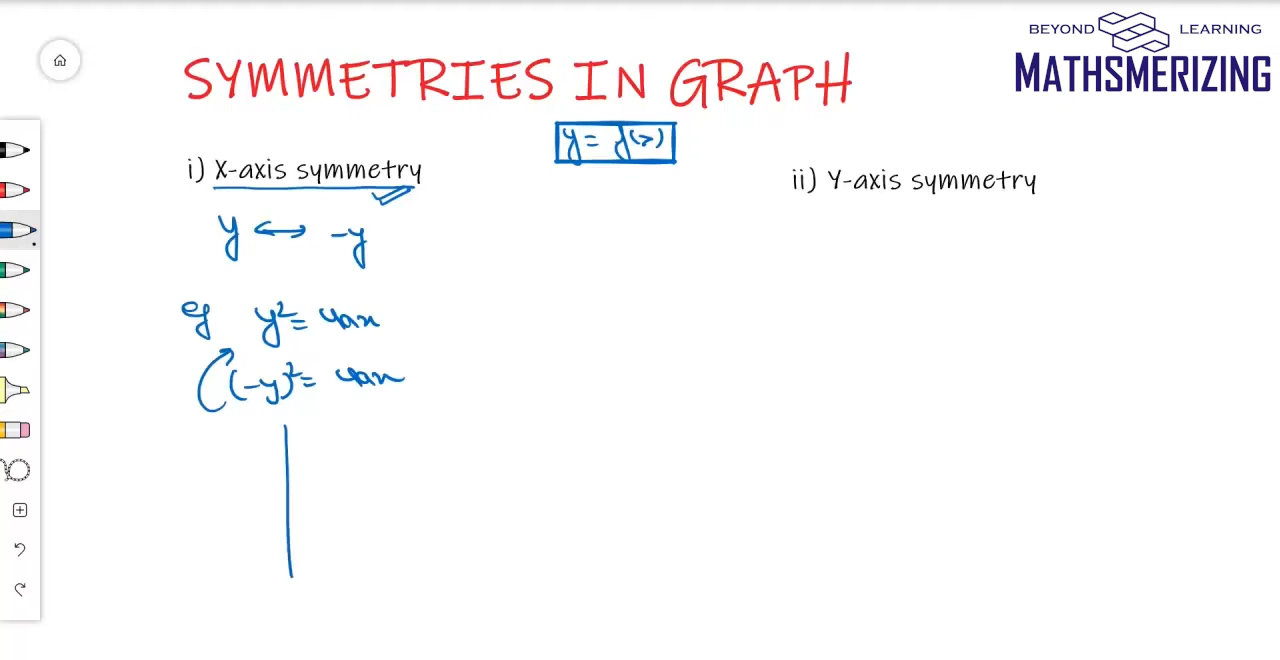 BEYOND LEARNING
MATHSMERIZING
SYMMETRIES IN GRAPH
y = f(x)
i) X-axis symmetry
y ↔ -y
eg y² = 4ax
(-y)² = 4ax
ii) Y-axis symmetry